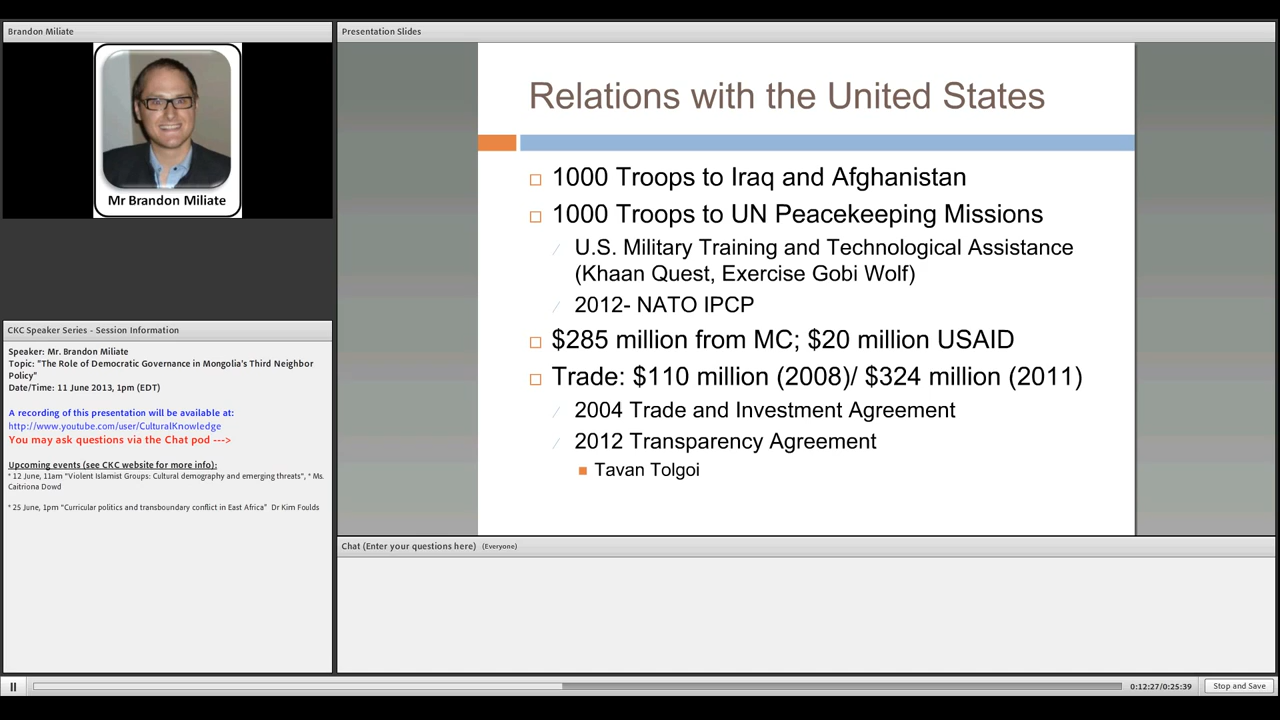 Brandon Miliate
Mr Brandon Miliate
CKC Speaker Series - Session Information
Speaker: Mr. Brandon Miliate
Topic: "The Role of Democratic Governance in Mongolia's Third Neighbor
Policy"
Date/Time: 11 June 2013, 1pm (EDT)
A recording of this presentation will be available at:
http://www.youtube.com/user/CulturalKnowledge
You may ask questions via the Chat pod --->
Upcoming events (see CKC website for more info):
* 12 June, 11am "Violent Islamist Groups: Cultural demography and emerging threats", * Ms.
Caitriona Dowd
* 25 June, 1pm "Curricular politics and transboundary conflict in East Africa" Dr Kim Foulds
Presentation Slides
Relations with the United States
1000 Troops to Iraq and Afghanistan
1000 Troops to UN Peacekeeping Missions
U.S. Military Training and Technological Assistance
(Khaan Quest, Exercise Gobi Wolf)
2012- NATO IPCP
$285 million from MC; $20 million USAID
Trade: $110 million (2008)/ $324 million (2011)
2004 Trade and Investment Agreement
2012 Transparency Agreement
Tavan Tolgoi
Chat (Enter your questions here) (Everyone)
0:12:27/0:25:39
Stop and Save